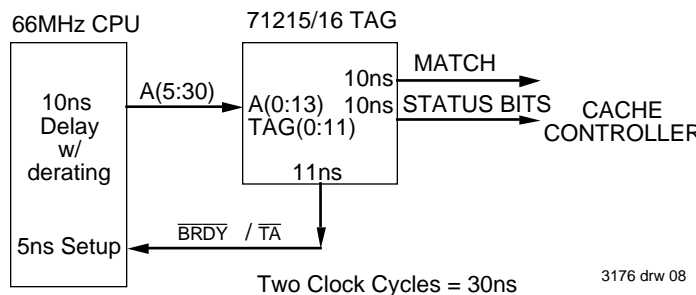 66MHz CPU
71215/16 TAG
10ns
Delay
w/
derating
A(5:30)
A(0:13)
TAG(0:11)
10ns
10ns
MATCH
STATUS BITS
CACHE
CONTROLLER
11ns
5ns Setup
BRDY / TA
Two Clock Cycles = 30ns
3176 drw 08